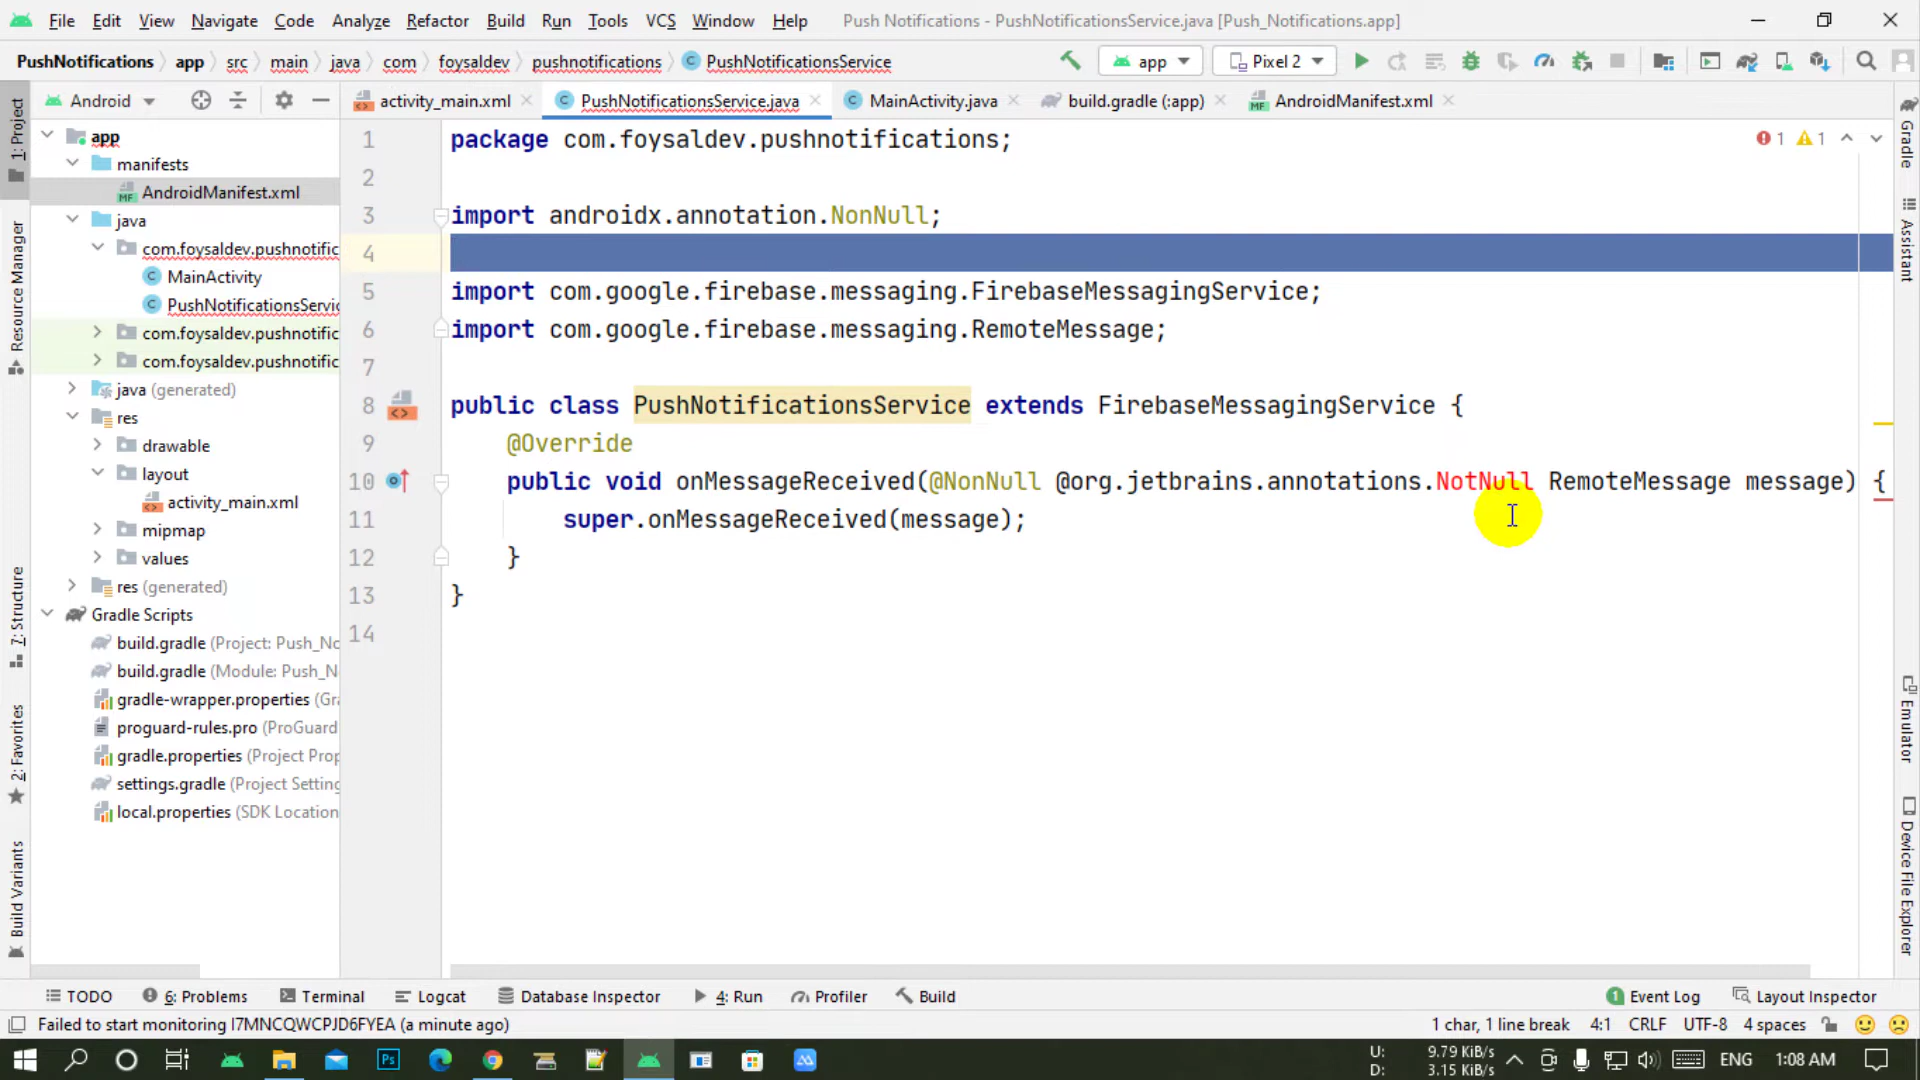 File Edit View Navigate Code Analyze Refactor Build Run Tools VCS Window Help Push Notifications - PushNotificationsService.java [Push_Notifications.app]
PushNotifications app src main java com foysaldev pushnotifications PushNotificationsService app Pixel 2
Android activity_main.xml PushNotificationsService.java MainActivity.java build.gradle (:app) AndroidManifest.xml
1: Project
Resource Manager
7: Structure
2: Favorites
Build Variants
app
manifests
AndroidManifest.xml
java
com.foysaldev.pushnotific
MainActivity
PushNotificationsServic
com.foysaldev.pushnotific
com.foysaldev.pushnotific
java (generated)
res
drawable
layout
activity_main.xml
mipmap
values
res (generated)
Gradle Scripts
build.gradle (Project: Push_No
build.gradle (Module: Push_N
gradle-wrapper.properties (Gra
proguard-rules.pro (ProGuard
gradle.properties (Project Prop
settings.gradle (Project Setting
local.properties (SDK Location
1 package com.foysaldev.pushnotifications;
2
3 import androidx.annotation.NonNull;
4
5 import com.google.firebase.messaging.FirebaseMessagingService;
6 import com.google.firebase.messaging.RemoteMessage;
7
8 public class PushNotificationsService extends FirebaseMessagingService {
9 @Override
10 public void onMessageReceived(@NonNull @org.jetbrains.annotations.NotNull RemoteMessage message) {
11 super.onMessageReceived(message);
12 }
13 }
14
1 1
Gradle
Assistant
Emulator
Device File Explorer
TODO 6: Problems Terminal Logcat Database Inspector 4: Run Profiler Build 1 Event Log Layout Inspector
Failed to start monitoring I7MNCQWCPJD6FYEA (a minute ago) 1 char, 1 line break 4:1 CRLF UTF-8 4 spaces
U: 9.79 KiB/s
D: 3.15 KiB/s
ENG 1:08 AM